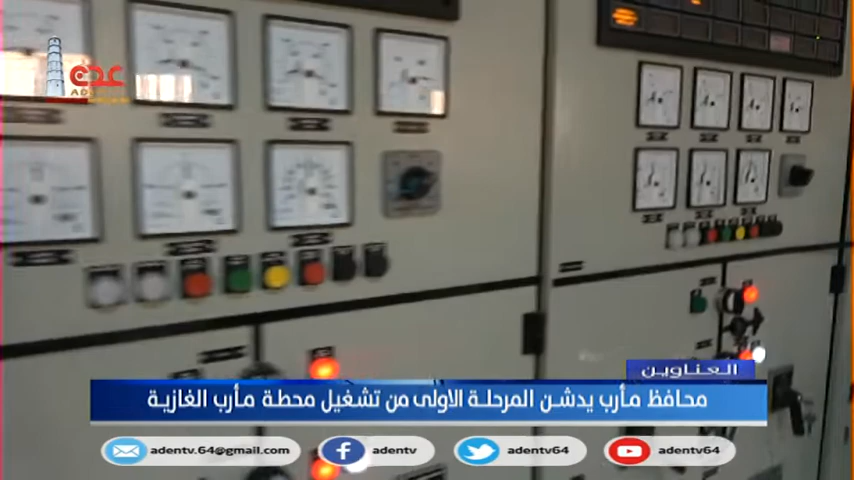 عدن
ADEN
العناوين
محافظ مأرب يدشن المرحلة الاولى من تشغيل محطة مأرب الغازية
adentv.64@gmail.com
adentv
adentv64
adentv64